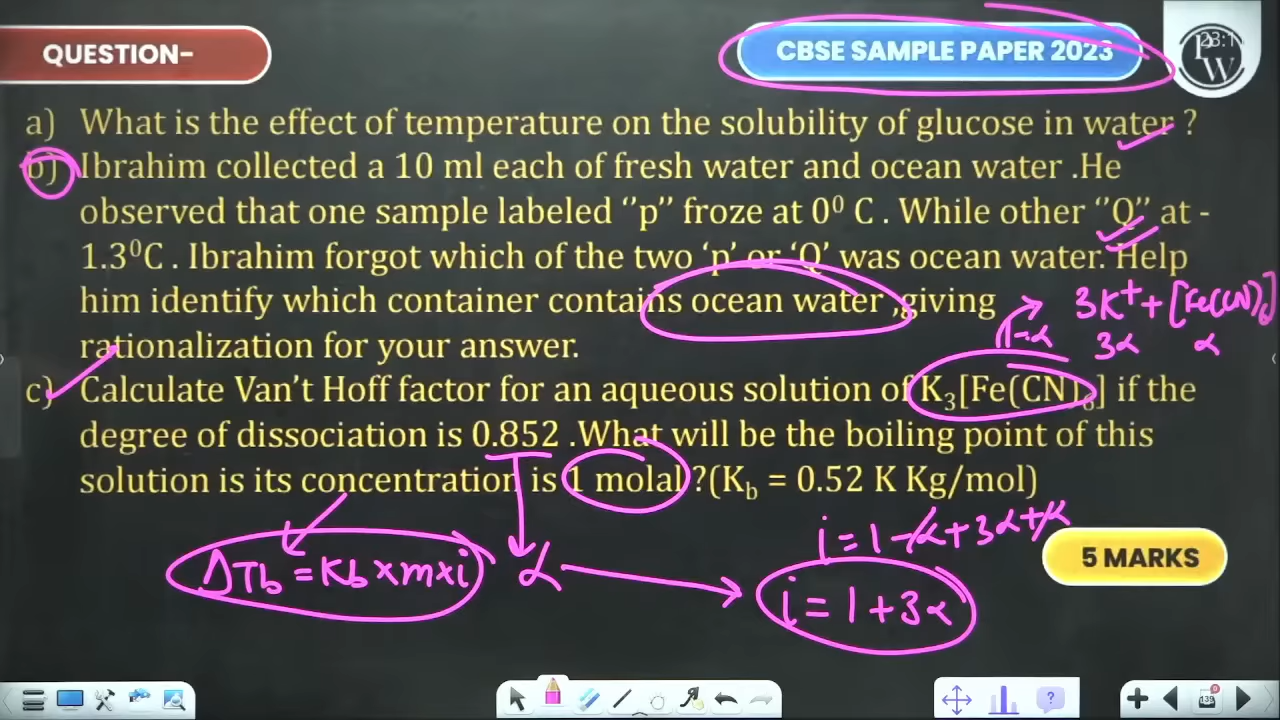 QUESTION-
CBSE SAMPLE PAPER 2023
23:1
PW
a) What is the effect of temperature on the solubility of glucose in water ?
b) Ibrahim collected a 10 ml each of fresh water and ocean water .He
observed that one sample labeled ‘‘p’’ froze at 0⁰ C . While other ‘‘Q’’ at -
1.3⁰C . Ibrahim forgot which of the two ‘p’ or ‘Q’ was ocean water. Help
him identify which container contains ocean water ,giving
rationalization for your answer.
1-α
3K⁺ + [Fe(CN)₆]
3α α
c) Calculate Van’t Hoff factor for an aqueous solution of K₃[Fe(CN)₆] if the
degree of dissociation is 0.852 .What will be the boiling point of this
solution is its concentration is 1 molal ?(K_b = 0.52 K Kg/mol)
i = 1-α+3α+α
5 MARKS
ΔTb = Kb×m×i
α
i = 1+3α
139
9